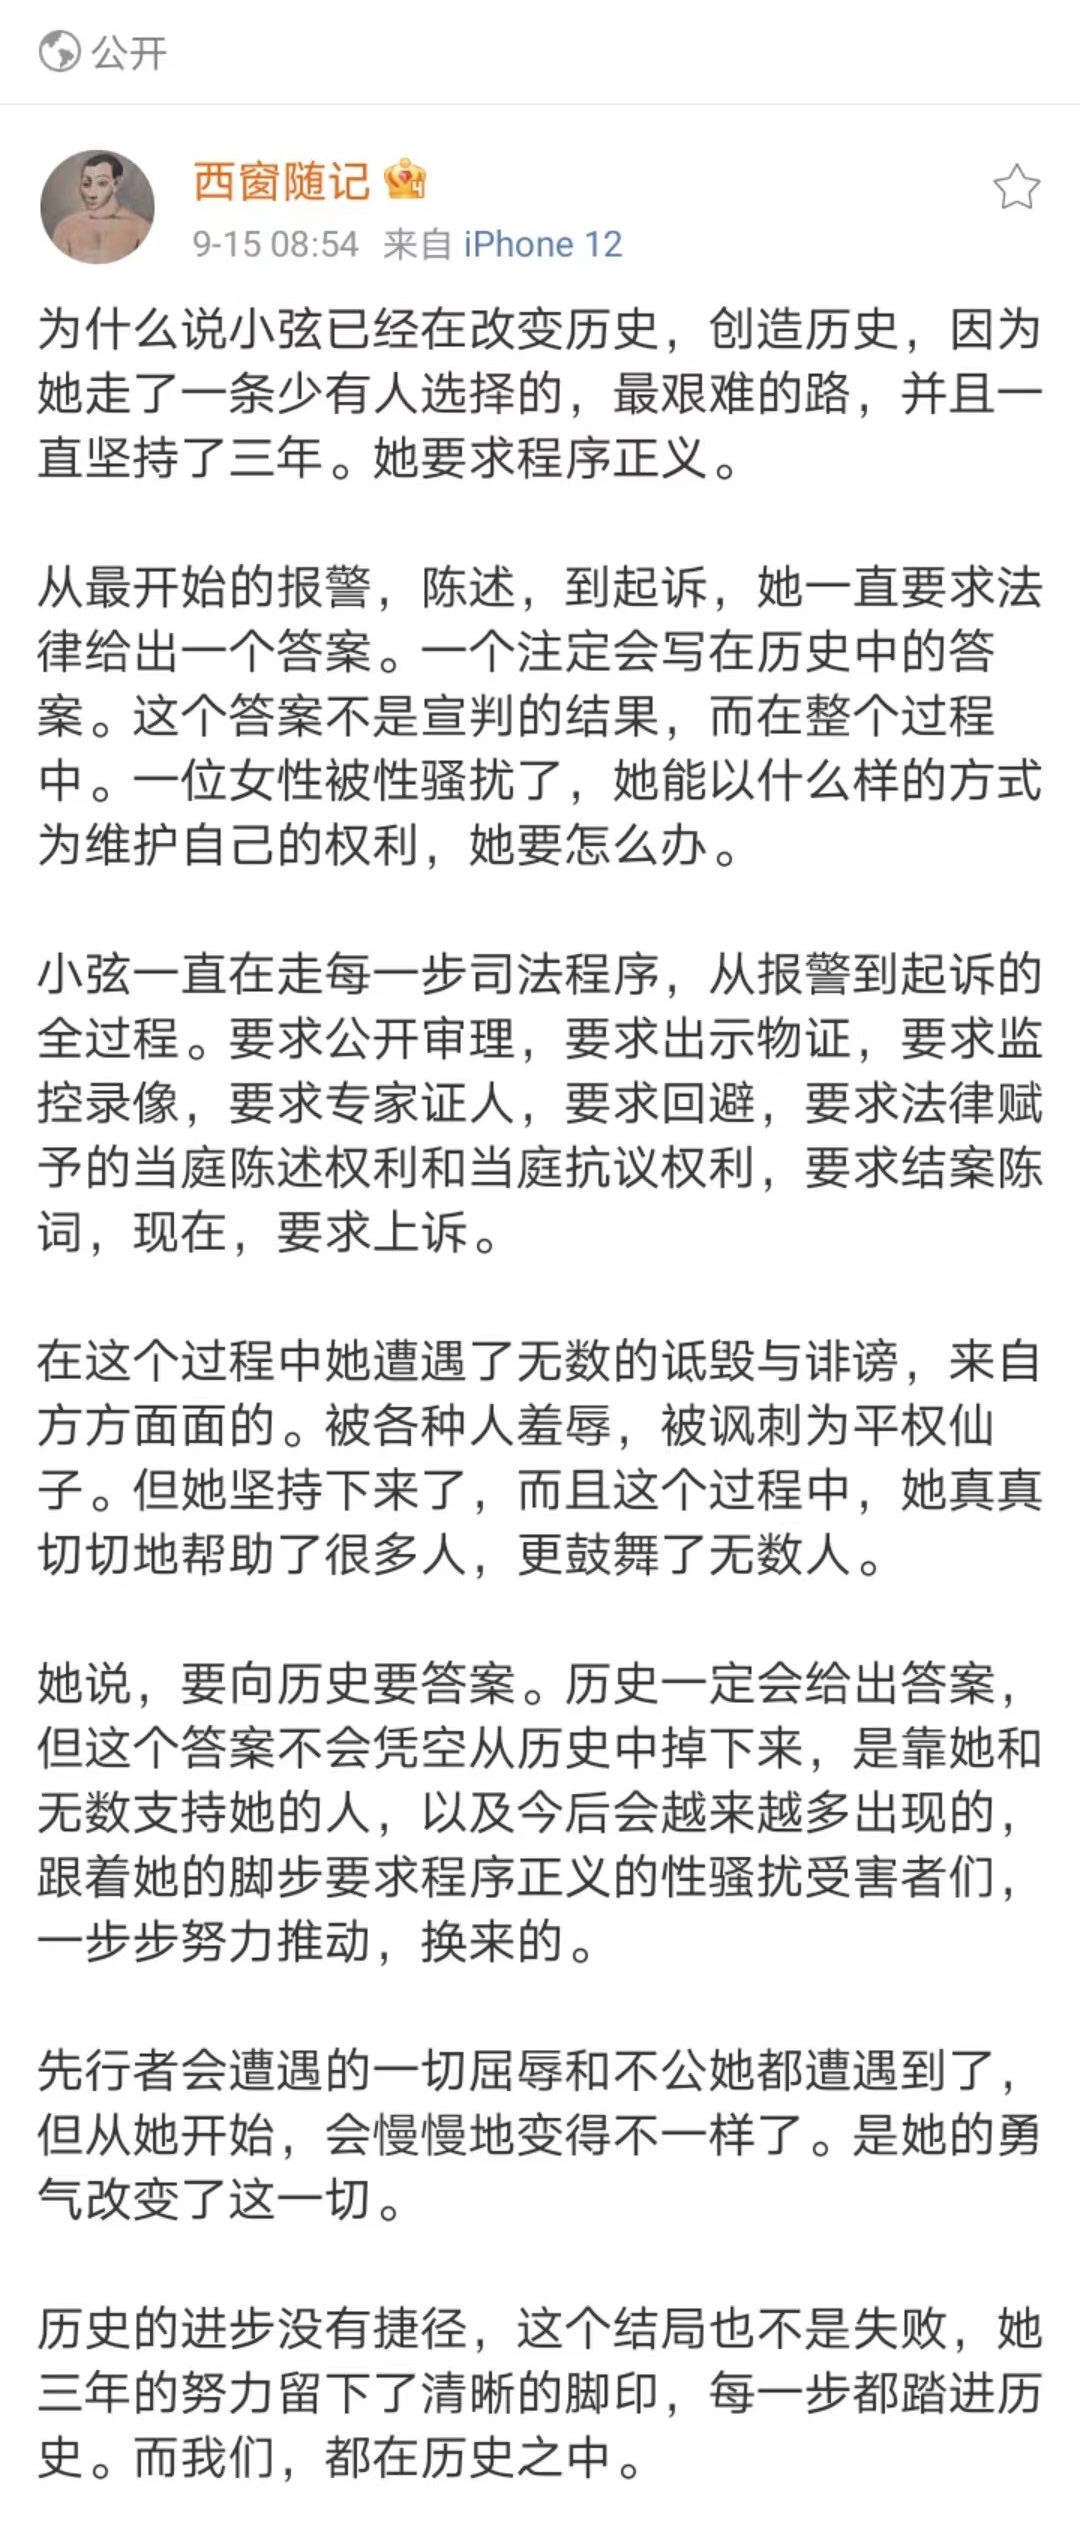 公开
西窗随记
4
9-15 08:54 来自 iPhone 12
为什么说小弦已经在改变历史，创造历史，因为
她走了一条少有人选择的，最艰难的路，并且一
直坚持了三年。她要求程序正义。
从最开始的报警，陈述，到起诉，她一直要求法
律给出一个答案。一个注定会写在历史中的答
案。这个答案不是宣判的结果，而在整个过程
中。一位女性被性骚扰了，她能以什么样的方式
为维护自己的权利，她要怎么办。
小弦一直在走每一步司法程序，从报警到起诉的
全过程。要求公开审理，要求出示物证，要求监
控录像，要求专家证人，要求回避，要求法律赋
予的当庭陈述权利和当庭抗议权利，要求结案陈
词，现在，要求上诉。
在这个过程中她遭遇了无数的诋毁与诽谤，来自
方方面面的。被各种人羞辱，被讽刺为平权仙
子。但她坚持下来了，而且这个过程中，她真真
切切地帮助了很多人，更鼓舞了无数人。
她说，要向历史要答案。历史一定会给出答案，
但这个答案不会凭空从历史中掉下来，是靠她和
无数支持她的人，以及今后会越来越多出现的，
跟着她的脚步要求程序正义的性骚扰受害者们，
一步步努力推动，换来的。
先行者会遭遇的一切屈辱和不公她都遭遇到了，
但从她开始，会慢慢地变得不一样了。是她的勇
气改变了这一切。
历史的进步没有捷径，这个结局也不是失败，她
三年的努力留下了清晰的脚印，每一步都踏进历
史。而我们，都在历史之中。